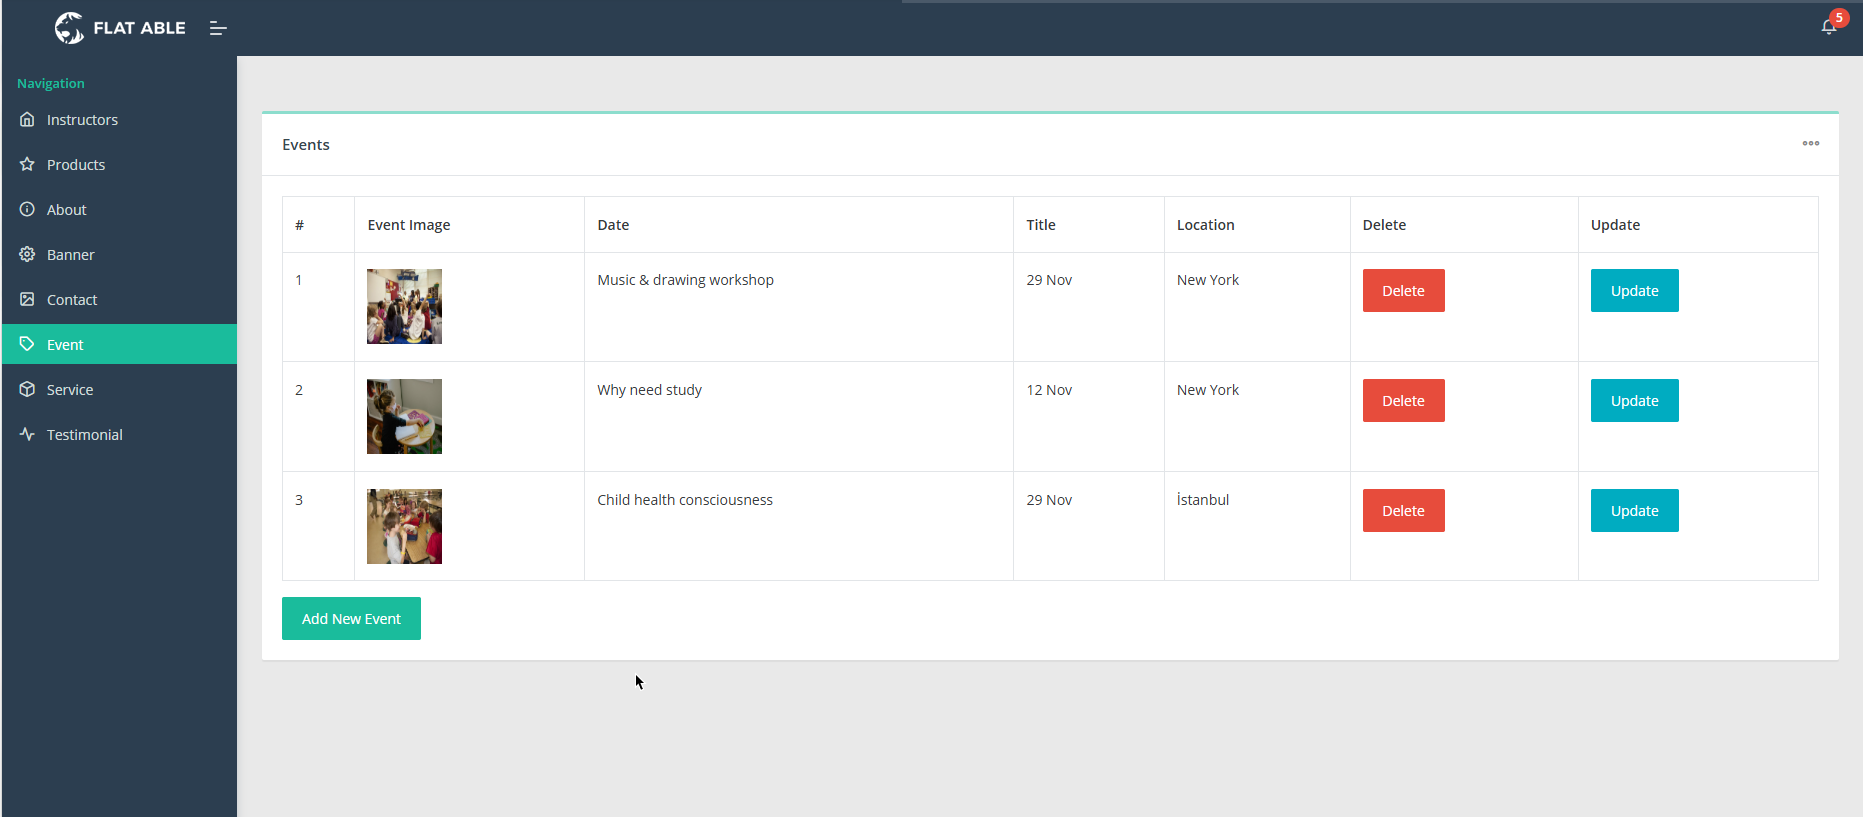 FLAT ABLE
5
Navigation
Instructors
Products
About
Banner
Contact
Event
Service
Testimonial
Events
# Event Image Date Title Location Delete Update
1 Music & drawing workshop 29 Nov New York Delete Update
2 Why need study 12 Nov New York Delete Update
3 Child health consciousness 29 Nov İstanbul Delete Update
Add New Event